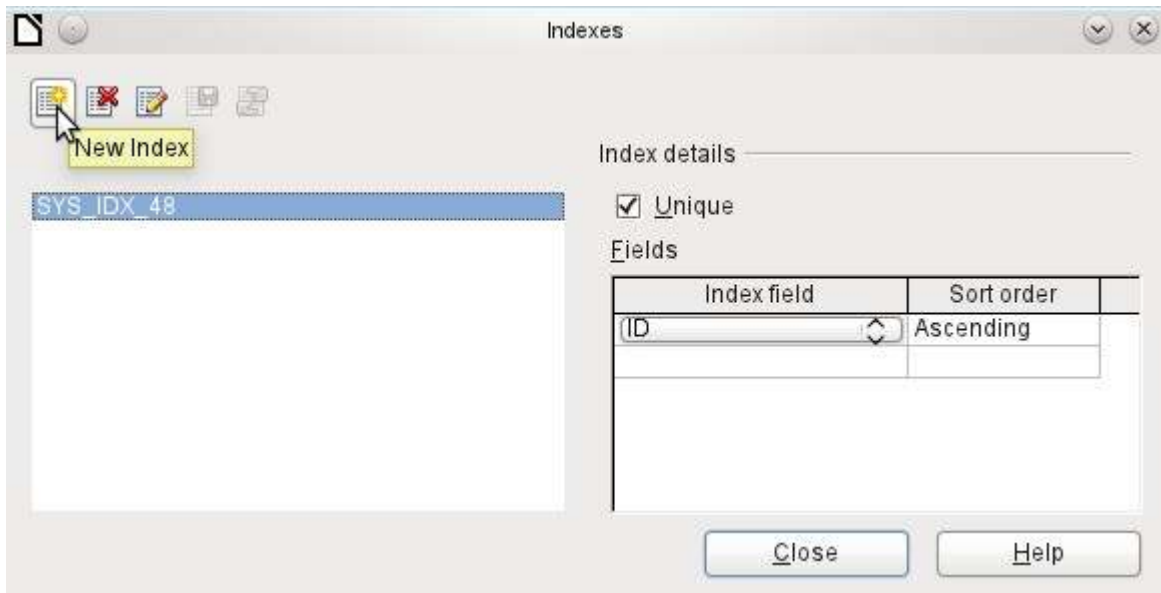 Indexes
New Index
Index details
SYS_IDX_48
Unique
Fields
Index field Sort order
ID Ascending
Close Help